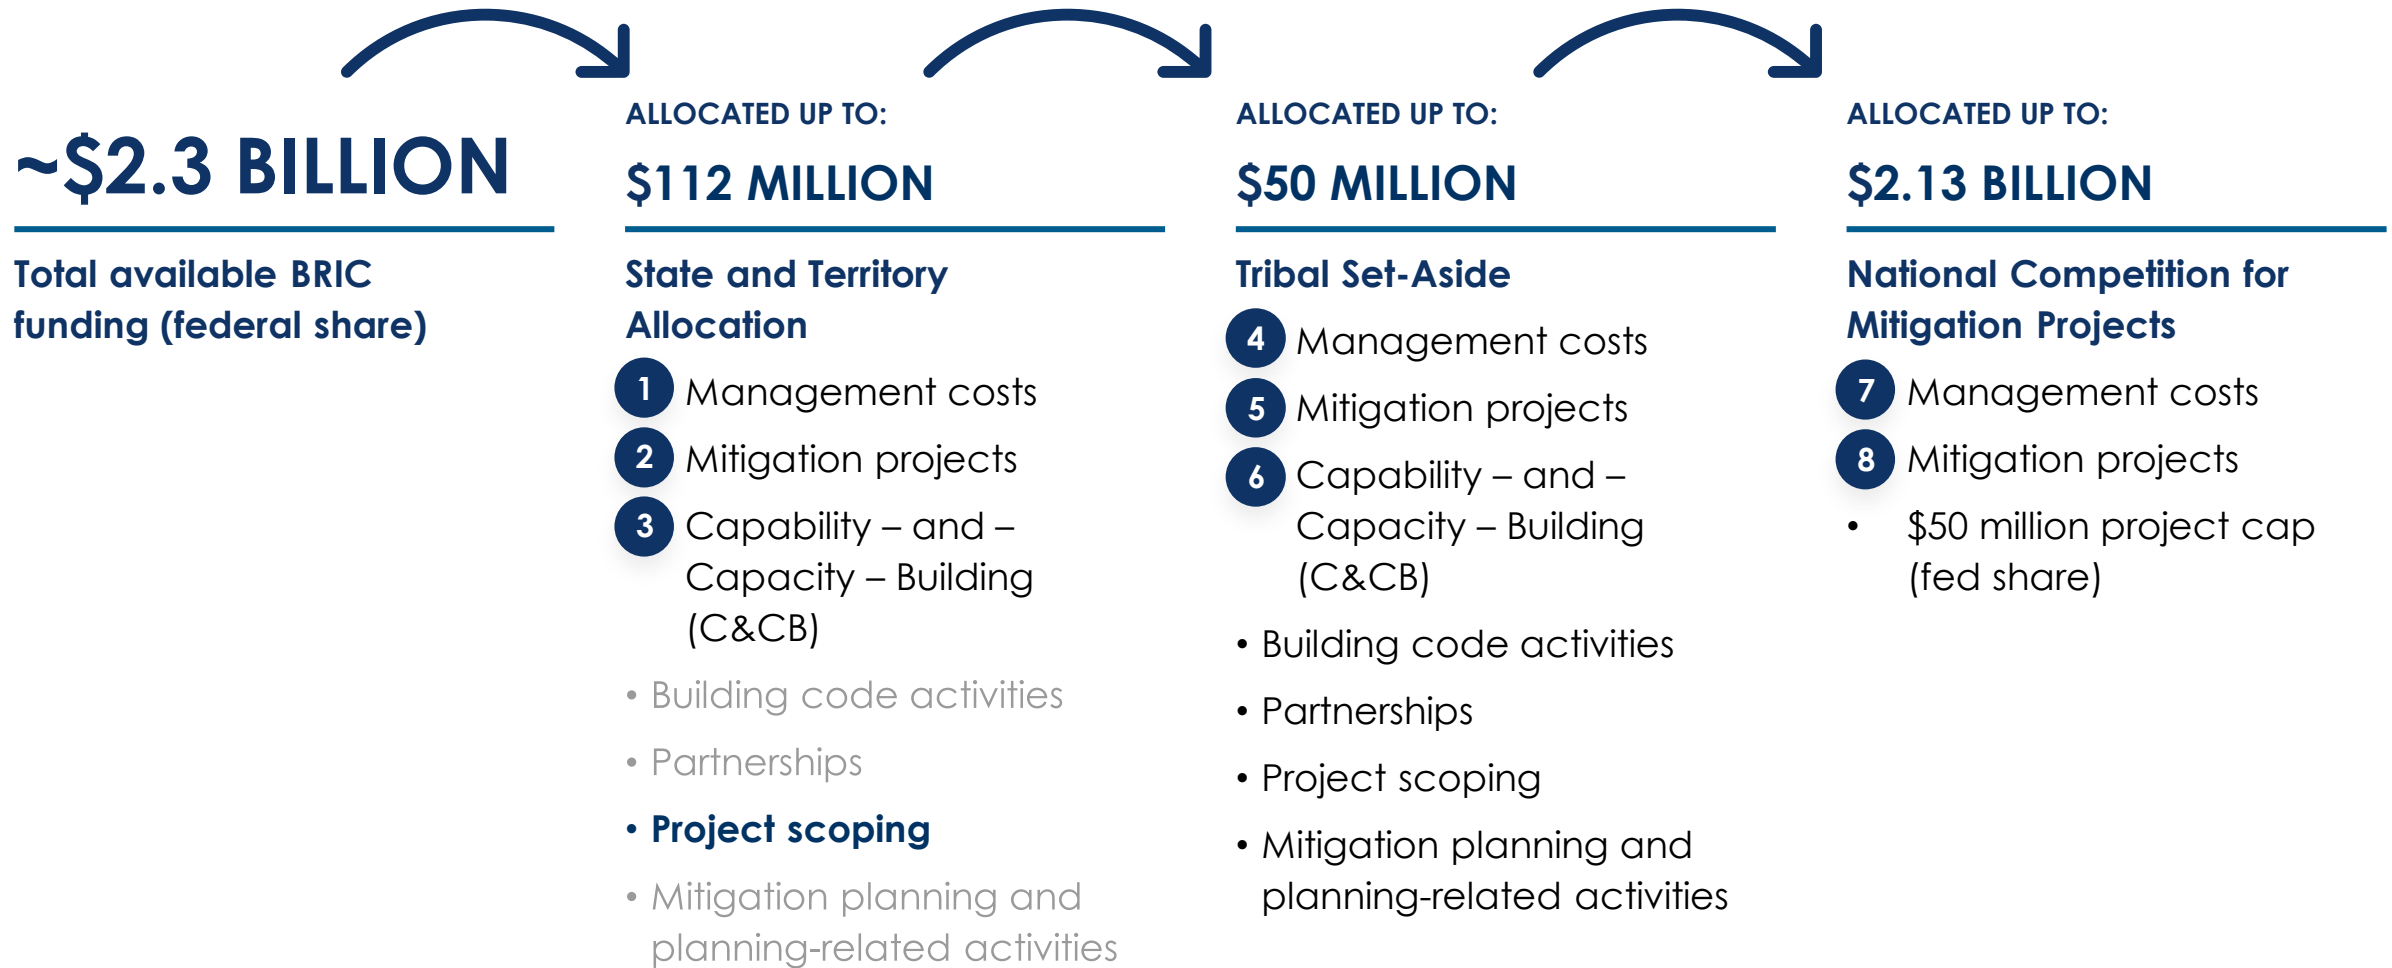 ~$2.3 BILLION
Total available BRIC
funding (federal share)
ALLOCATED UP TO:
$112 MILLION
State and Territory
Allocation
1 Management costs
2 Mitigation projects
3 Capability – and –
Capacity – Building
(C&CB)
• Building code activities
• Partnerships
• Project scoping
• Mitigation planning and
planning-related activities
ALLOCATED UP TO:
$50 MILLION
Tribal Set-Aside
4 Management costs
5 Mitigation projects
6 Capability – and –
Capacity – Building
(C&CB)
• Building code activities
• Partnerships
• Project scoping
• Mitigation planning and
planning-related activities
ALLOCATED UP TO:
$2.13 BILLION
National Competition for
Mitigation Projects
7 Management costs
8 Mitigation projects
• $50 million project cap
(fed share)